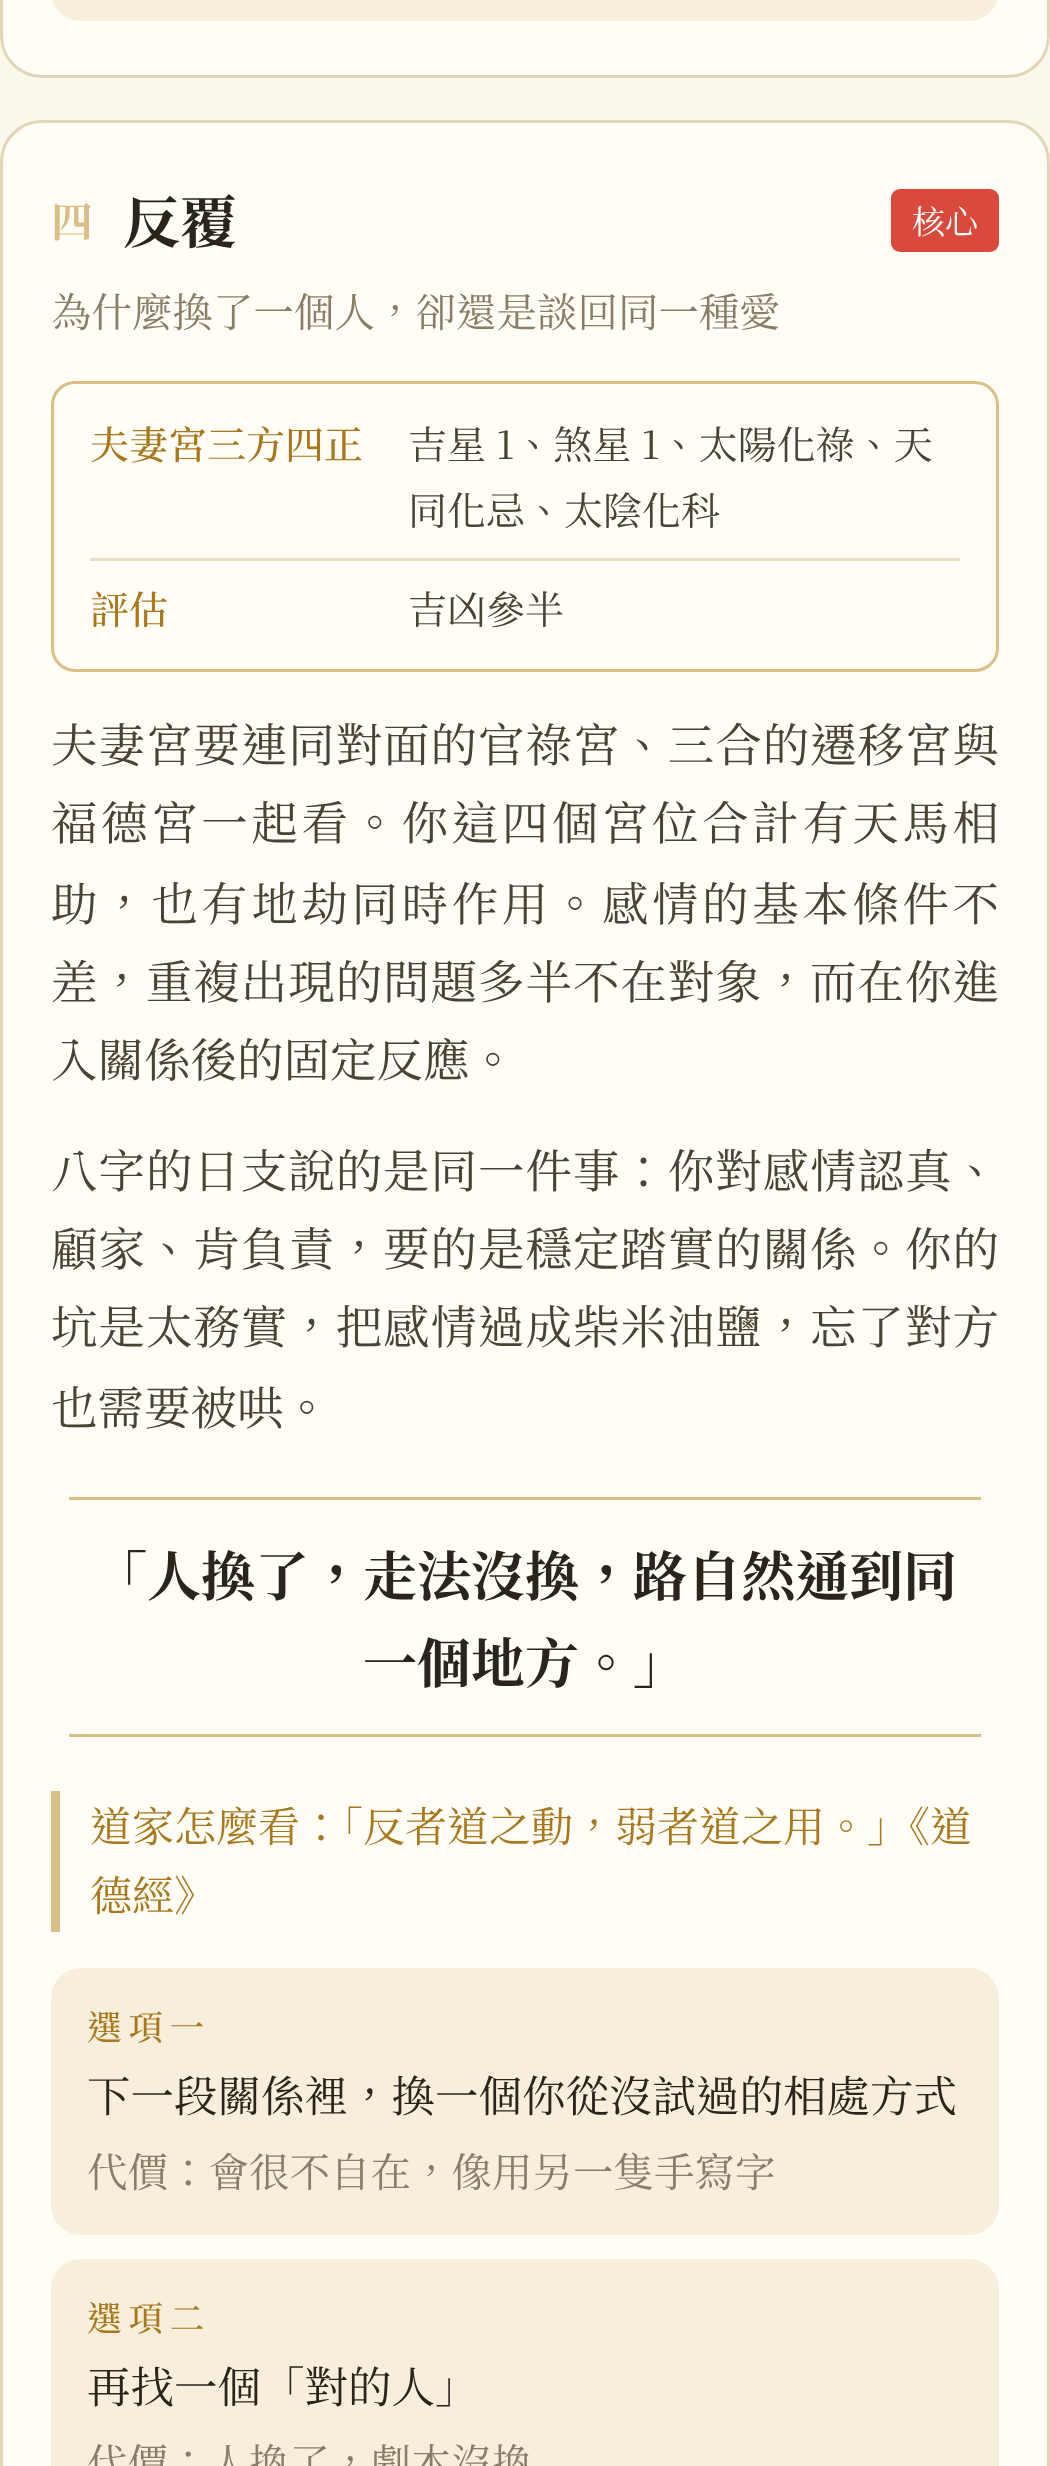 四 反覆
核心
為什麼換了一個人，卻還是談回同一種愛
夫妻宮三方四正 吉星 1、煞星 1、太陽化祿、天
同化忌、太陰化科
評估 吉凶參半
夫妻宮要連同對面的官祿宮、三合的遷移宮與
福德宮一起看。你這四個宮位合計有天馬相
助，也有地劫同時作用。感情的基本條件不
差，重複出現的問題多半不在對象，而在你進
入關係後的固定反應。
八字的日支說的是同一件事：你對感情認真、
顧家、肯負責，要的是穩定踏實的關係。你的
坑是太務實，把感情過成柴米油鹽，忘了對方
也需要被哄。
「人換了，走法沒換，路自然通到同
一個地方。」
道家怎麼看：「反者道之動，弱者道之用。」《道
德經》
選項一
下一段關係裡，換一個你從沒試過的相處方式
代價：會很不自在，像用另一隻手寫字
選項二
再找一個「對的人」
代價：人換了，劇本沒換